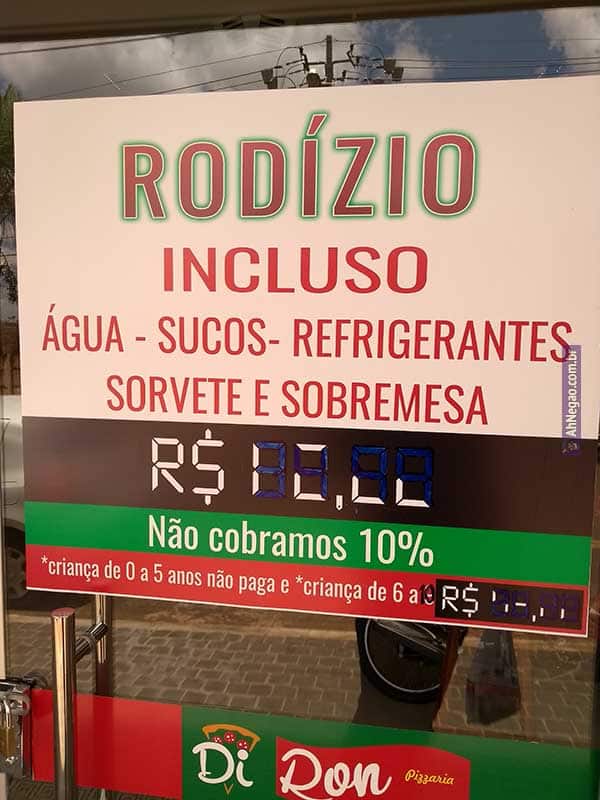 RODÍZIO
INCLUSO
ÁGUA - SUCOS- REFRIGERANTES
SORVETE E SOBREMESA
R$
Não cobramos 10%
*criança de 0 a 5 anos não paga e *criança de 6 a 9 R$
Di Ron Pizzaria
AhNegao.com.br